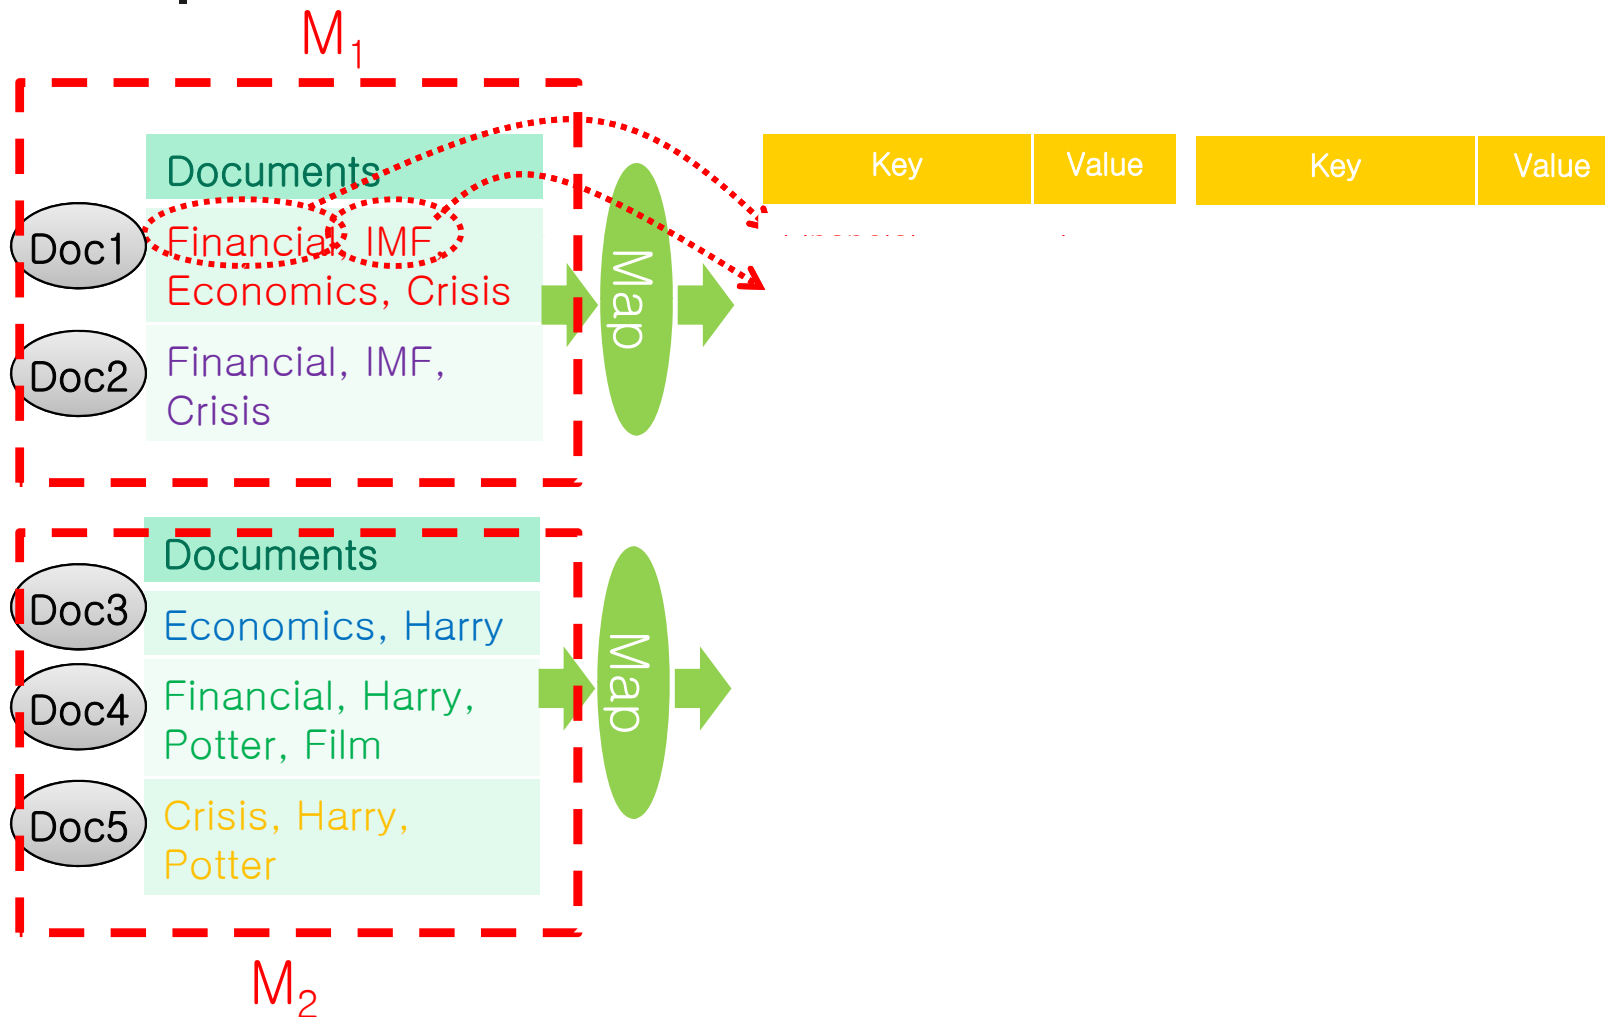 M1
Documents
Key Value Key Value
Doc1
Financial, IMF
Economics, Crisis
Map
Doc2
Financial, IMF,
Crisis
Documents
Doc3
Economics, Harry
Map
Doc4
Financial, Harry,
Potter, Film
Doc5
Crisis, Harry,
Potter
M2